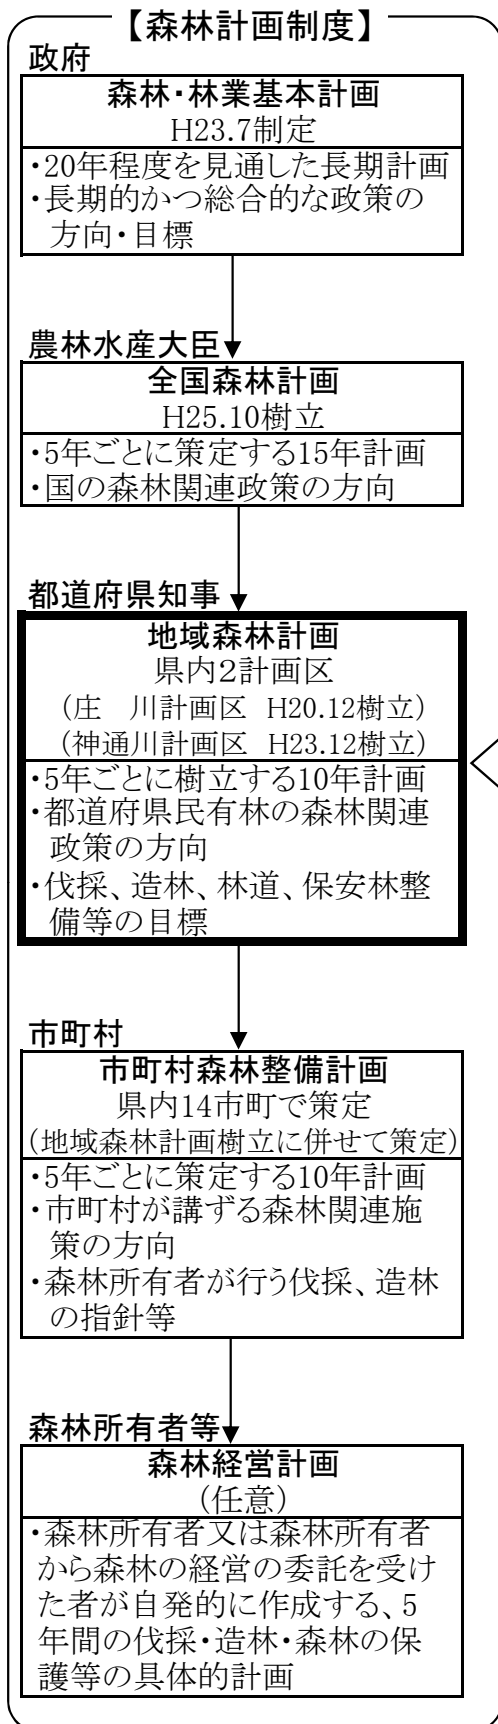 【森林計画制度】
政府
森林・林業基本計画
H23.7制定
・20年程度を見通した長期計画
・長期的かつ総合的な政策の
方向・目標
農林水産大臣
全国森林計画
H25.10樹立
・5年ごとに策定する15年計画
・国の森林関連政策の方向
都道府県知事
地域森林計画
県内2計画区
（庄　川計画区 H20.12樹立）
（神通川計画区 H23.12樹立）
・5年ごとに樹立する10年計画
・都道府県民有林の森林関連
政策の方向
・伐採、造林、林道、保安林整
備等の目標
市町村
市町村森林整備計画
県内14市町で策定
（地域森林計画樹立に併せて策定）
・5年ごとに策定する10年計画
・市町村が講ずる森林関連施
策の方向
・森林所有者が行う伐採、造林
の指針等
森林所有者等
森林経営計画
（任意）
・森林所有者又は森林所有者
から森林の経営の委託を受け
た者が自発的に作成する、5
年間の伐採・造林・森林の保
護等の具体的計画